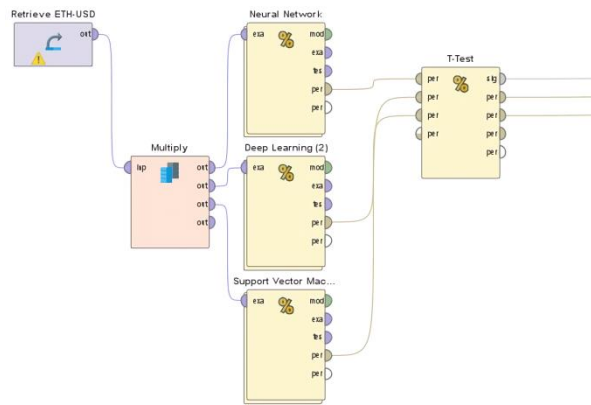 Retrieve ETH-USD
out
Neural Network
exa
mod
exa
tes
per
per
Multiply
inp
out
out
out
out
Deep Learning (2)
exa
mod
exa
tes
per
per
Support Vector Mac...
exa
mod
exa
tes
per
per
T-Test
per
per
per
per
sig
per
per
per
per